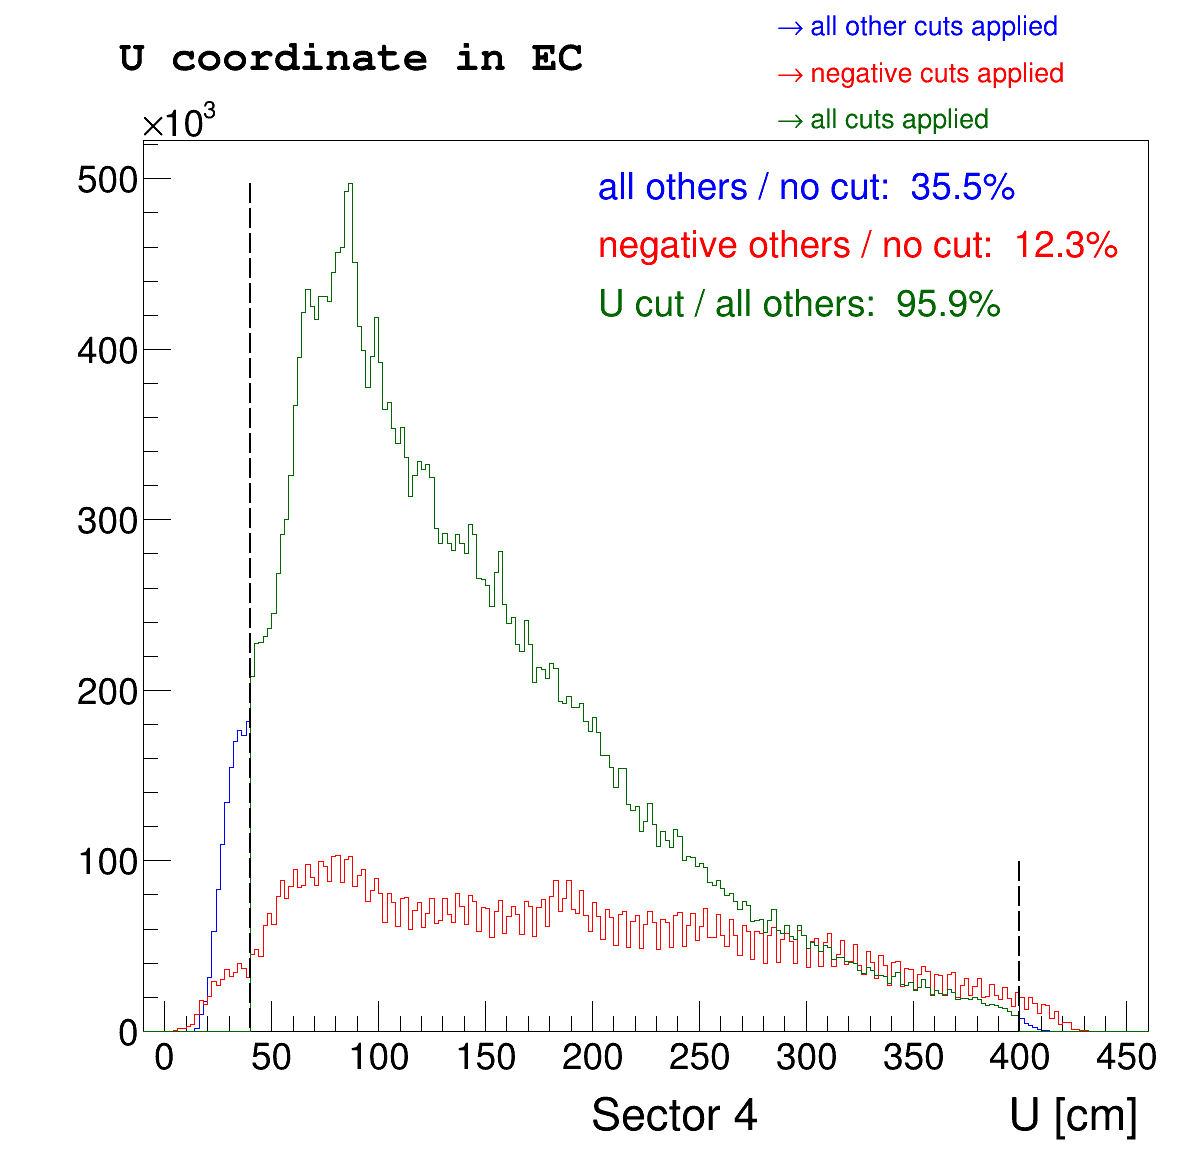 → all other cuts applied
U coordinate in EC
→ negative cuts applied
→ all cuts applied
×10³
500
400
300
200
100
0
all others / no cut: 35.5%
negative others / no cut: 12.3%
U cut / all others: 95.9%
0 50 100 150 200 250 300 350 400 450
Sector 4
U [cm]